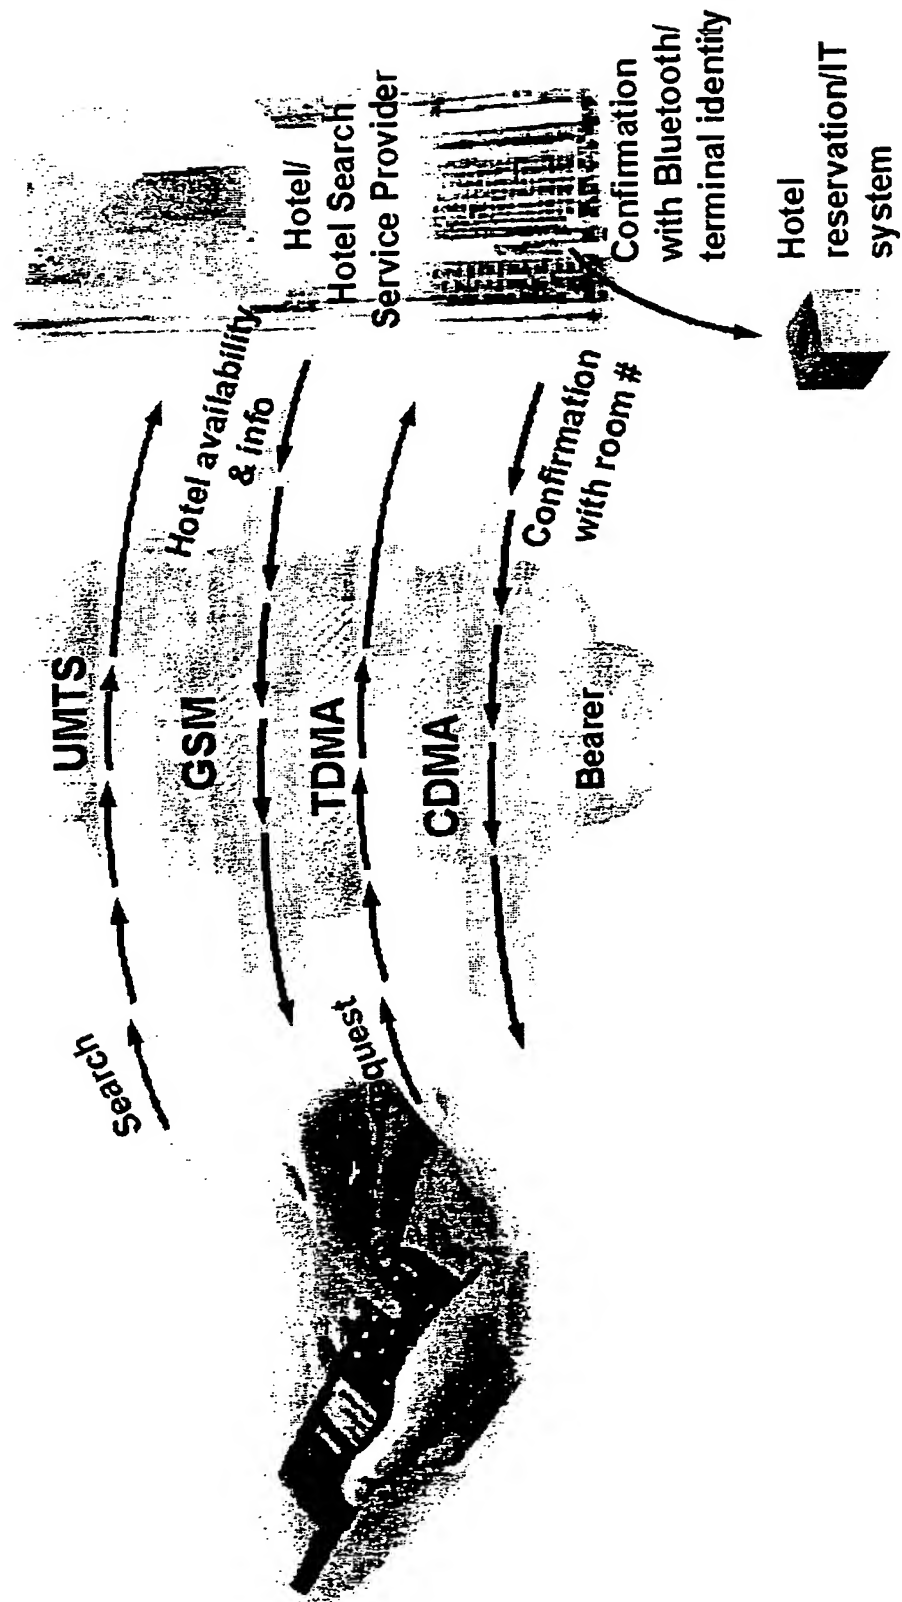 Search
UMTS
Hotel availability
& info
GSM
Hotel/
Hotel Search
Service Provider
TDMA
CDMA
Confirmation
with room #
Bearer
Confirmation
with Bluetooth/
terminal identity
Hotel
reservation/IT
system